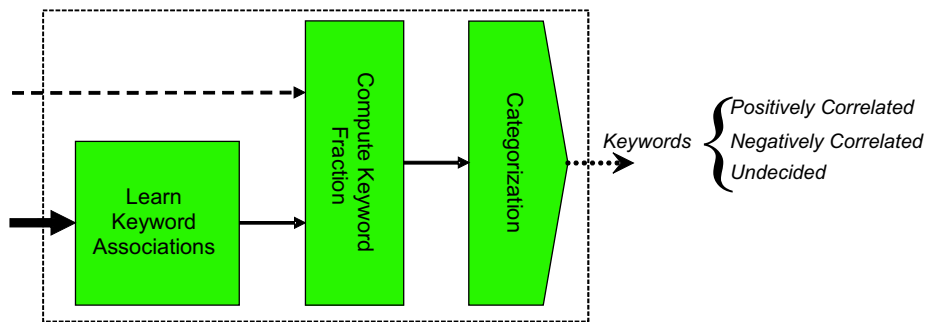 Learn
Keyword
Associations
Compute Keyword
Fraction
Categorization
Keywords
Positively Correlated
Negatively Correlated
Undecided